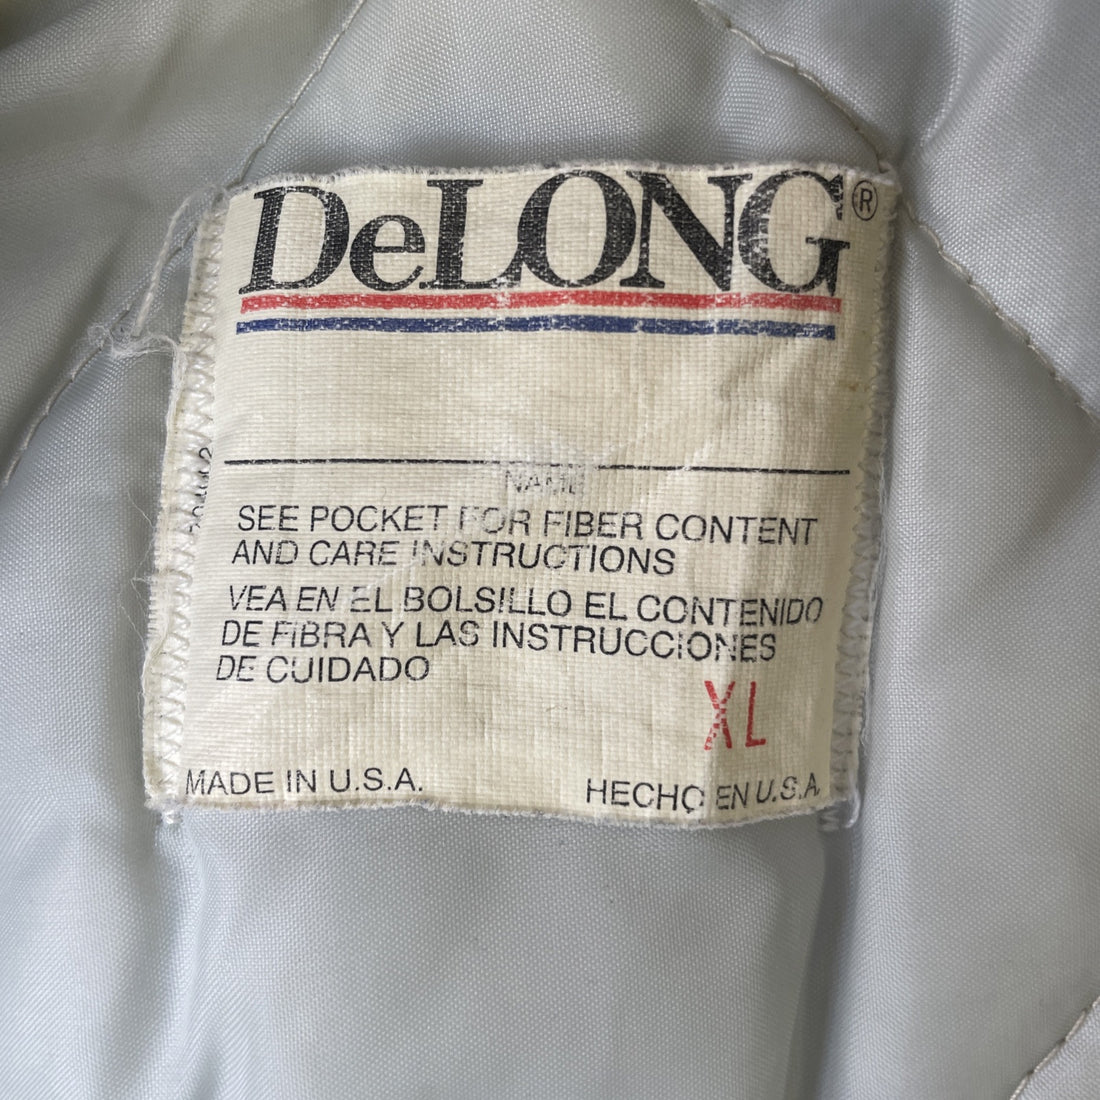 DeLONG®
NAME
SEE POCKET FOR FIBER CONTENT
AND CARE INSTRUCTIONS
VEA EN EL BOLSILLO EL CONTENIDO
DE FIBRA Y LAS INSTRUCCIONES
DE CUIDADO
XL
MADE IN U.S.A. HECHO EN U.S.A.